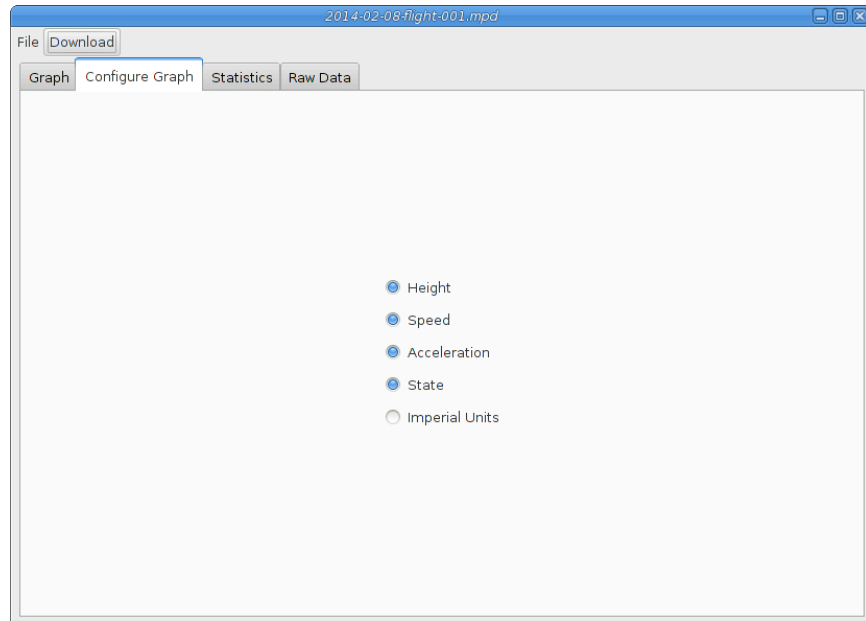 2014-02-08-flight-001.mpd
File Download
Graph Configure Graph Statistics Raw Data
Height
Speed
Acceleration
State
Imperial Units